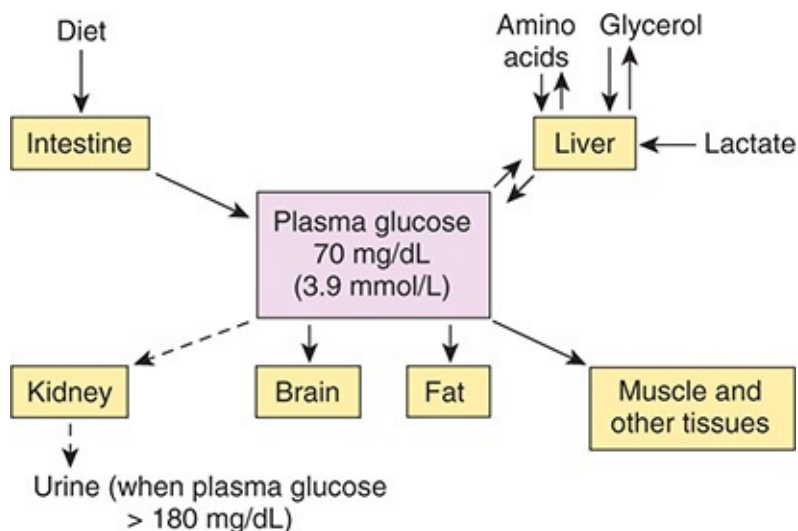 Diet
Amino
acids
Glycerol
Intestine
Liver
Lactate
Plasma glucose
70 mg/dL
(3.9 mmol/L)
Kidney
Brain
Fat
Muscle and
other tissues
Urine (when plasma glucose
> 180 mg/dL)